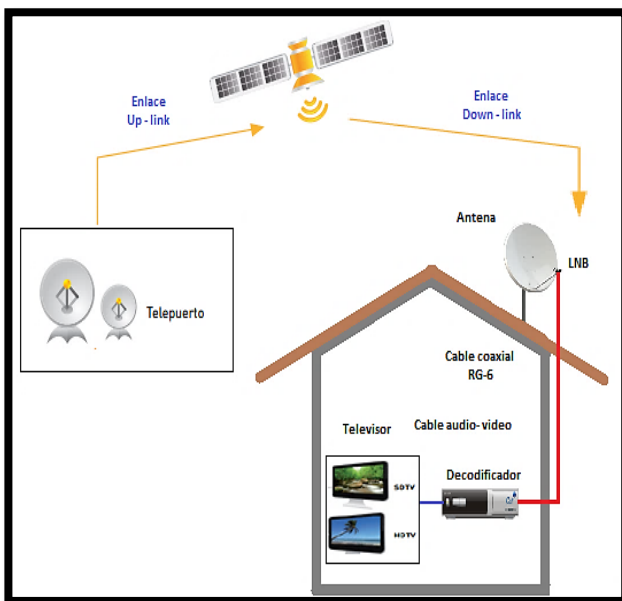 Enlace
Up - link
Enlace
Down - link
Antena
LNB
Telepuerto
Cable coaxial
RG-6
Televisor
Cable audio- video
Decodificador
SDTV
HDTV